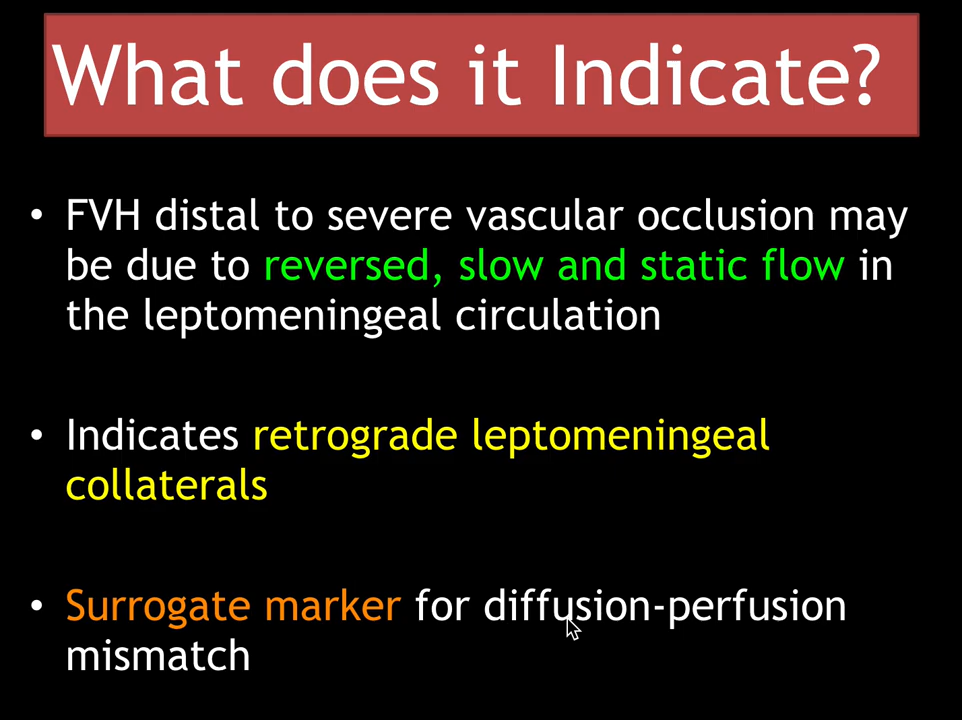 What does it Indicate?
• FVH distal to severe vascular occlusion may
be due to reversed, slow and static flow in
the leptomeningeal circulation
• Indicates retrograde leptomeningeal
collaterals
• Surrogate marker for diffusion-perfusion
mismatch